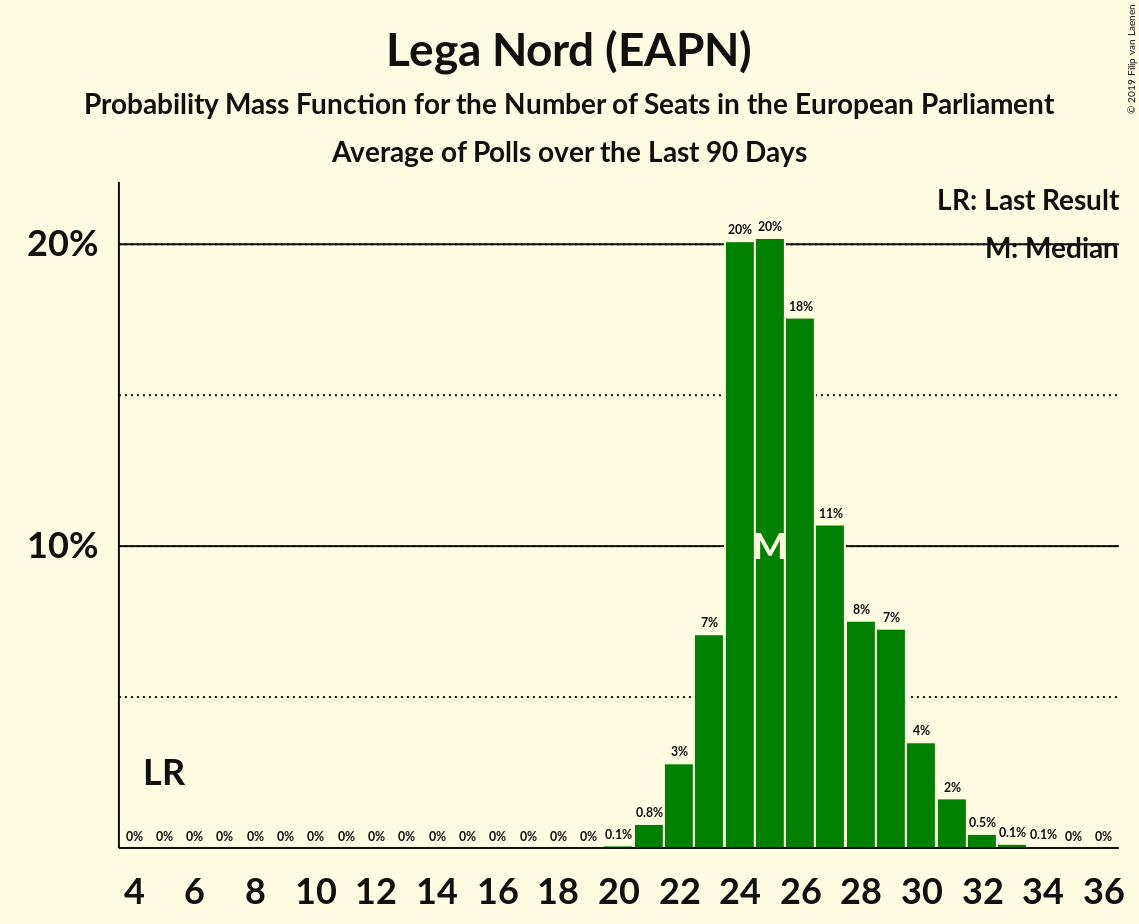 Lega Nord (EAPN)
Probability Mass Function for the Number of Seats in the European Parliament
Average of Polls over the Last 90 Days
© 2019 Filip van Laenen
LR: Last Result
M: Median
20%
10%
20% 20% 18% 11% 8% 7% 7% 4% 3% 2%
M
LR
0% 0% 0% 0% 0% 0% 0% 0% 0% 0% 0% 0% 0% 0% 0% 0% 0.1% 0.8% 0.5% 0.1% 0.1% 0% 0%
4 6 8 10 12 14 16 18 20 22 24 26 28 30 32 34 36